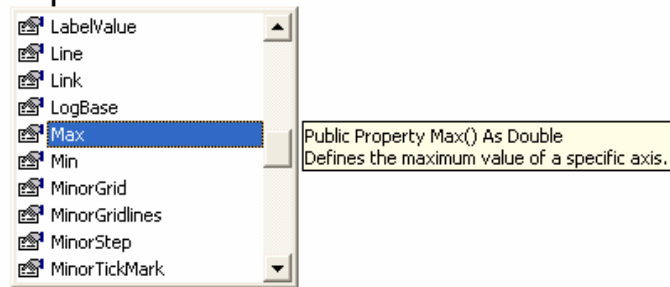 LabelValue
Line
Link
LogBase
Max
Public Property Max() As Double
Defines the maximum value of a specific axis.
Min
MinorGrid
MinorGridlines
MinorStep
MinorTickMark